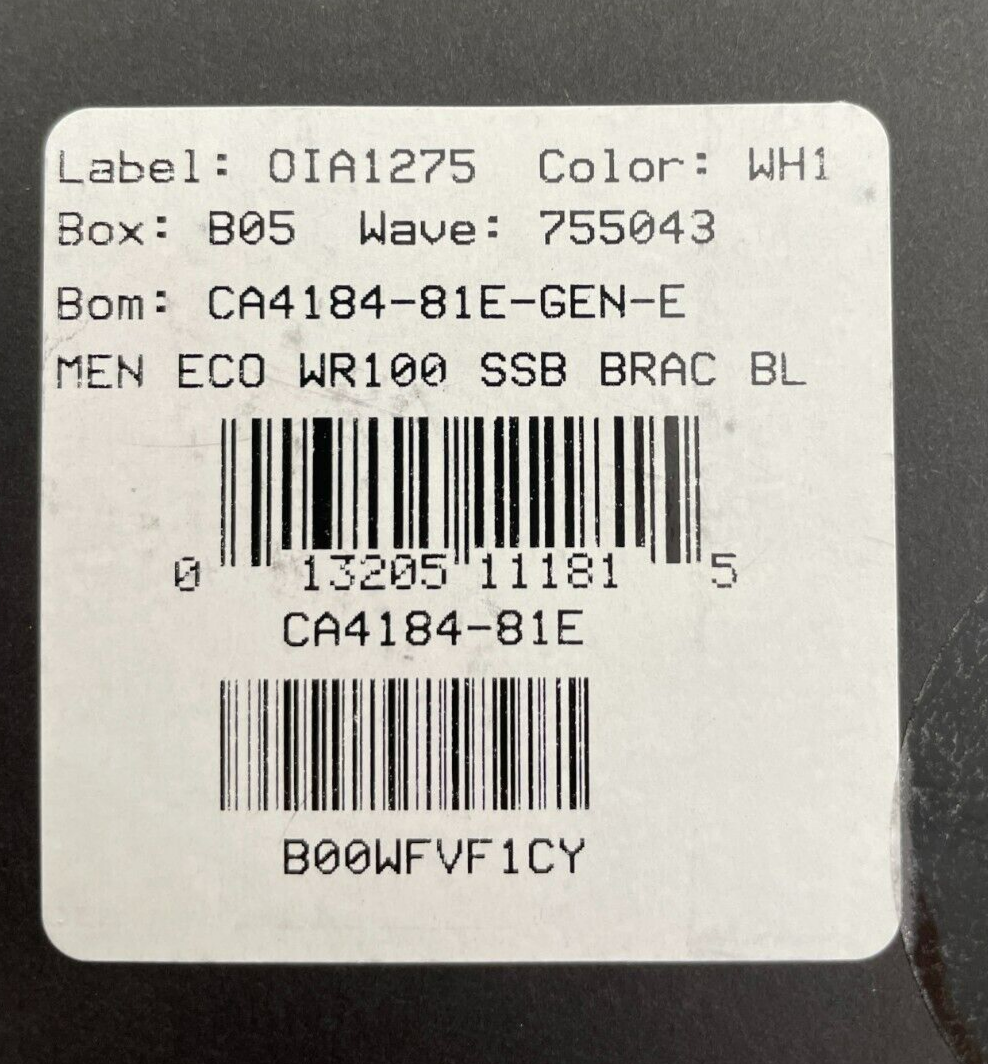 Label: OIA1275 Color: WH1
Box: B05 Wave: 755043
Bom: CA4184-81E-GEN-E
MEN ECO WR100 SSB BRAC BL
0 13205 11181 5
CA4184-81E
B00WFVF1CY